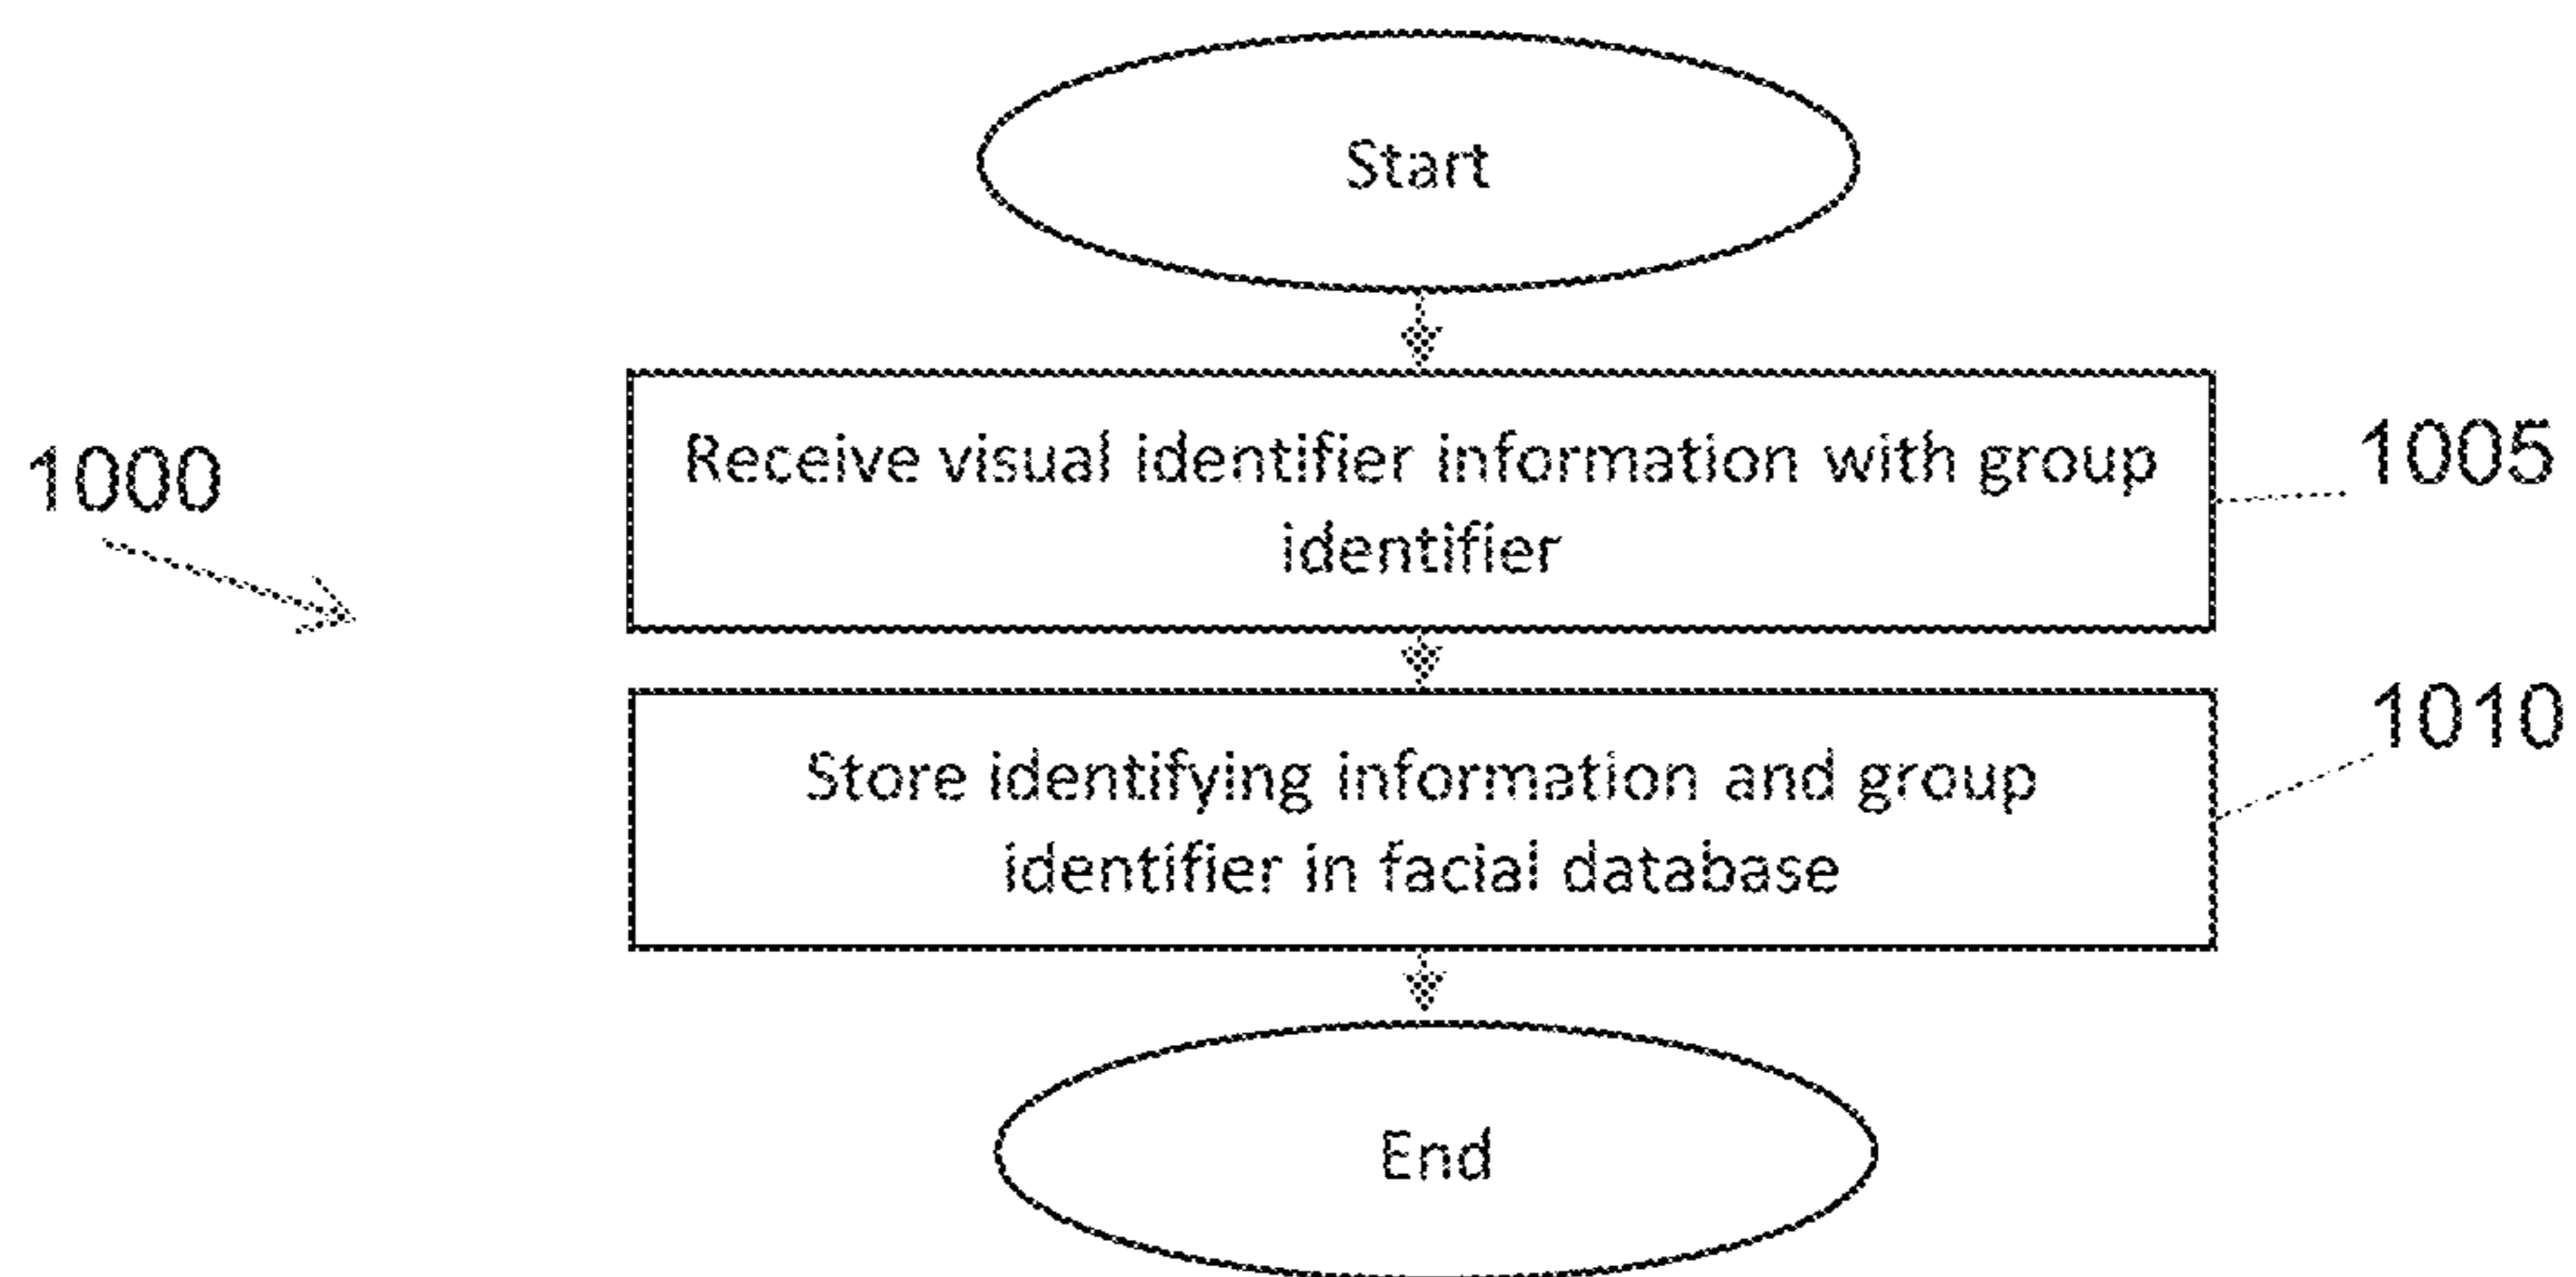 Start
1000
Receive visual identifier information with group
identifier
1005
Store identifying information and group
identifier in facial database
1010
End